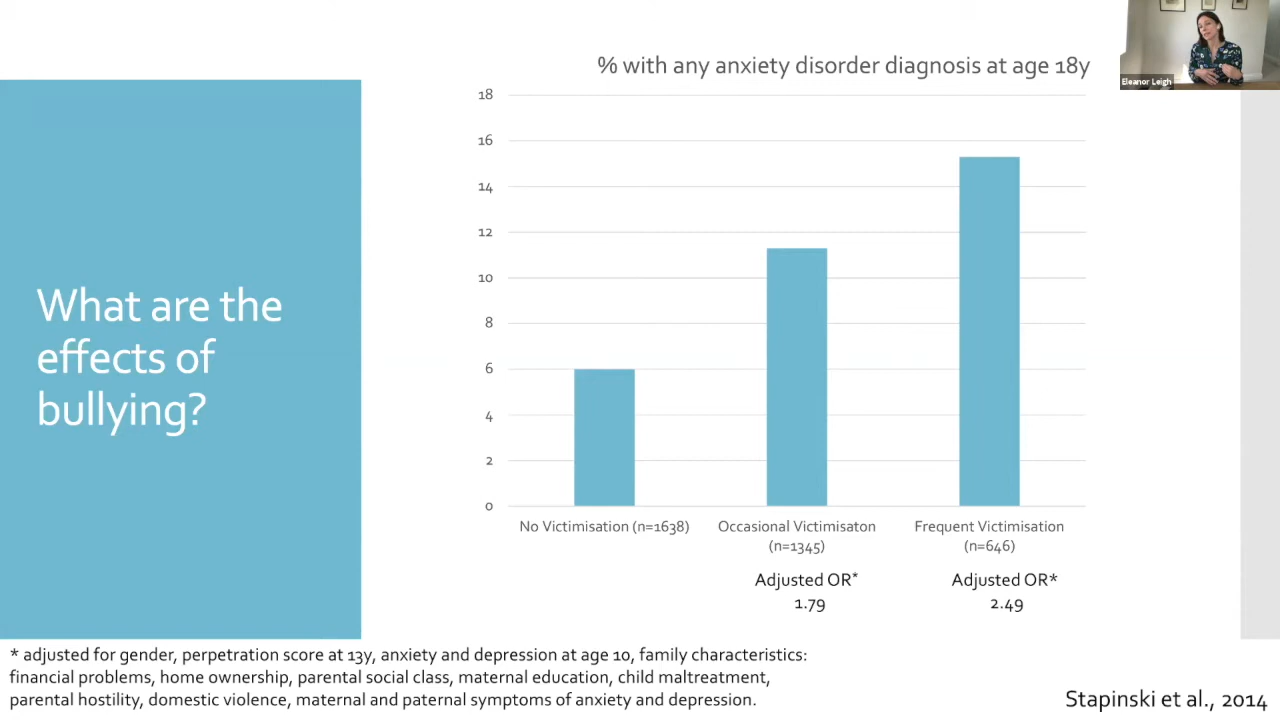 % with any anxiety disorder diagnosis at age 18y
Eleanor Leigh
18
16
14
12
10
8
6
4
2
0
What are the
effects of
bullying?
No Victimisation (n=1638)
Occasional Victimisaton
(n=1345)
Frequent Victimisation
(n=646)
Adjusted OR*
1.79
Adjusted OR*
2.49
* adjusted for gender, perpetration score at 13y, anxiety and depression at age 10, family characteristics:
financial problems, home ownership, parental social class, maternal education, child maltreatment,
parental hostility, domestic violence, maternal and paternal symptoms of anxiety and depression.
Stapinski et al., 2014